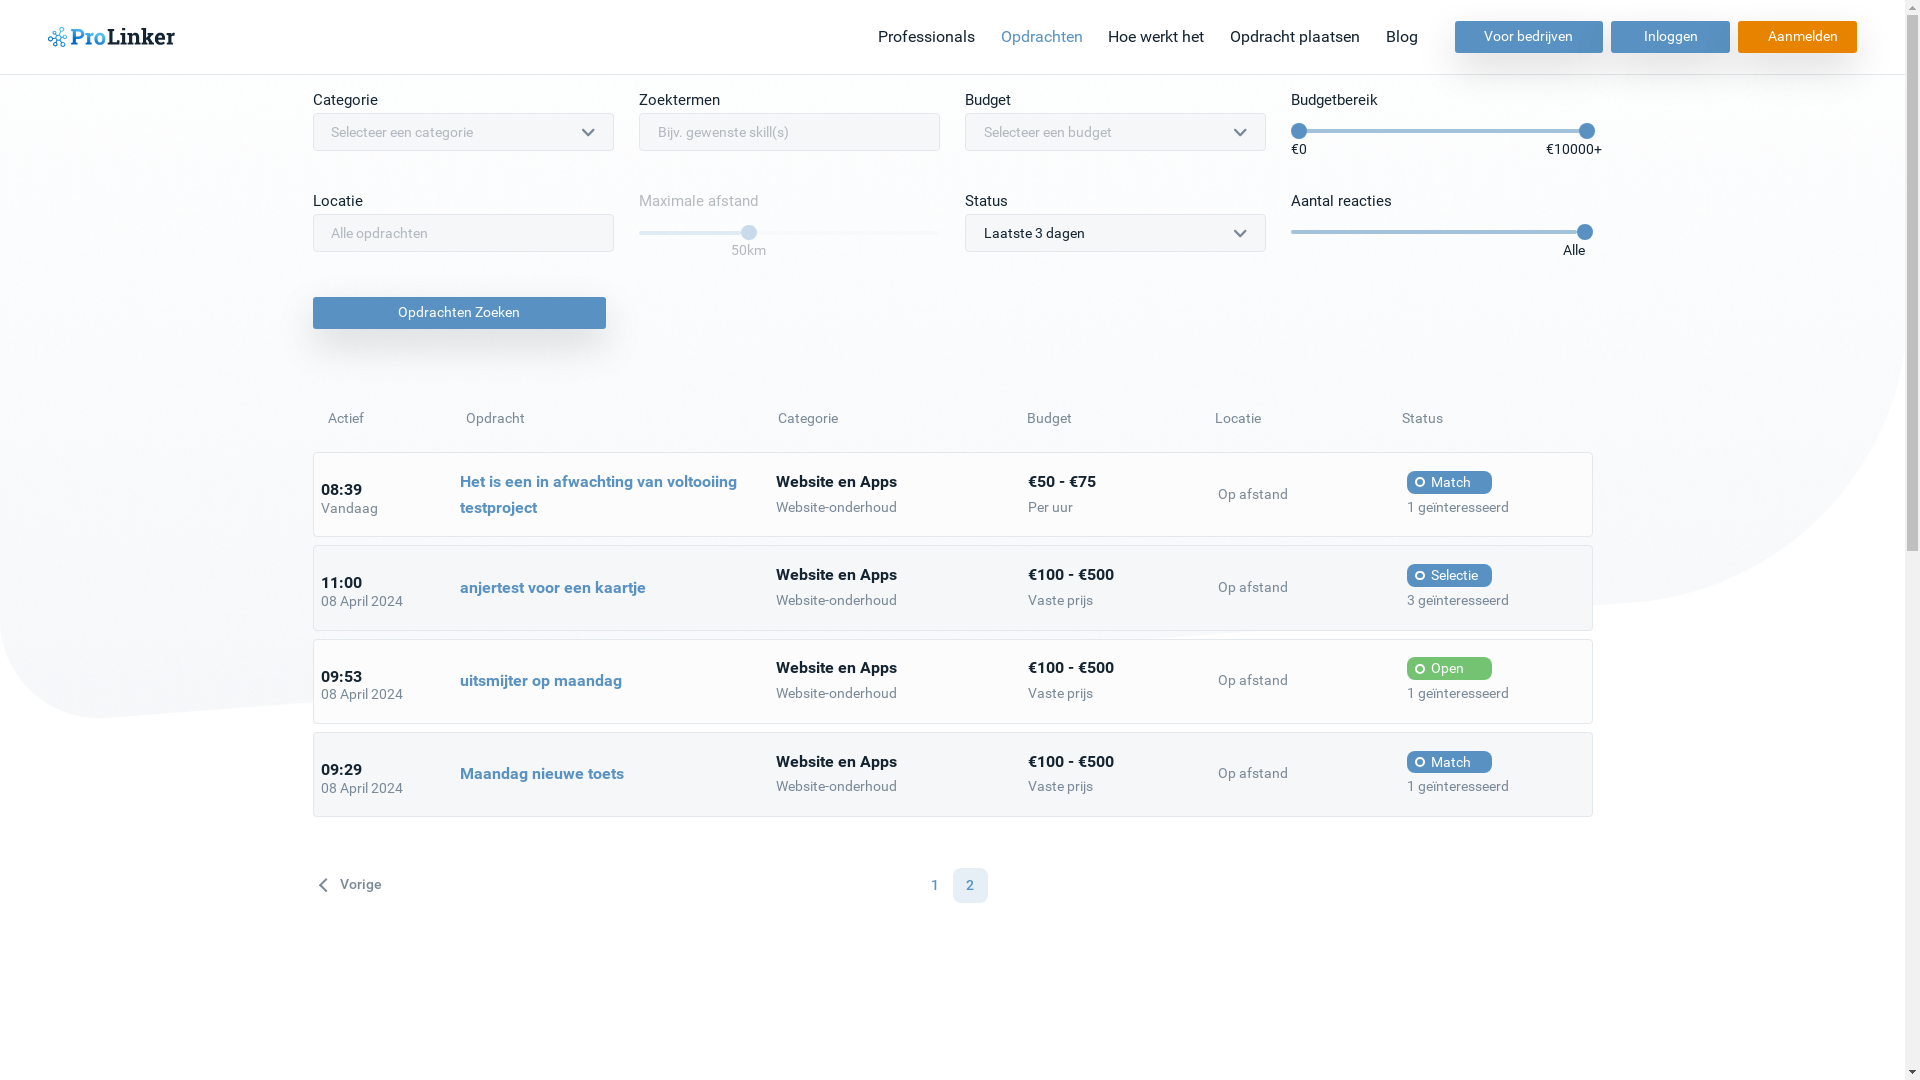 ProLinker
Professionals Opdrachten Hoe werkt het Opdracht plaatsen Blog Voor bedrijven Inloggen Aanmelden
Categorie Zoektermen Budget Budgetbereik
Selecteer een categorie Bijv. gewenste skill(s) Selecteer een budget
€0 €10000+
Locatie Maximale afstand Status Aantal reacties
Alle opdrachten Laatste 3 dagen
50km Alle
Opdrachten Zoeken
Actief Opdracht Categorie Budget Locatie Status
08:39 Het is een in afwachting van voltooiing Website en Apps €50 - €75 Op afstand Match
Vandaag testproject Website-onderhoud Per uur 1 geïnteresseerd
11:00 anjertest voor een kaartje Website en Apps €100 - €500 Op afstand Selectie
08 April 2024 Website-onderhoud Vaste prijs 3 geïnteresseerd
09:53 uitsmijter op maandag Website en Apps €100 - €500 Op afstand Open
08 April 2024 Website-onderhoud Vaste prijs 1 geïnteresseerd
09:29 Maandag nieuwe toets Website en Apps €100 - €500 Op afstand Match
08 April 2024 Website-onderhoud Vaste prijs 1 geïnteresseerd
Vorige 1 2